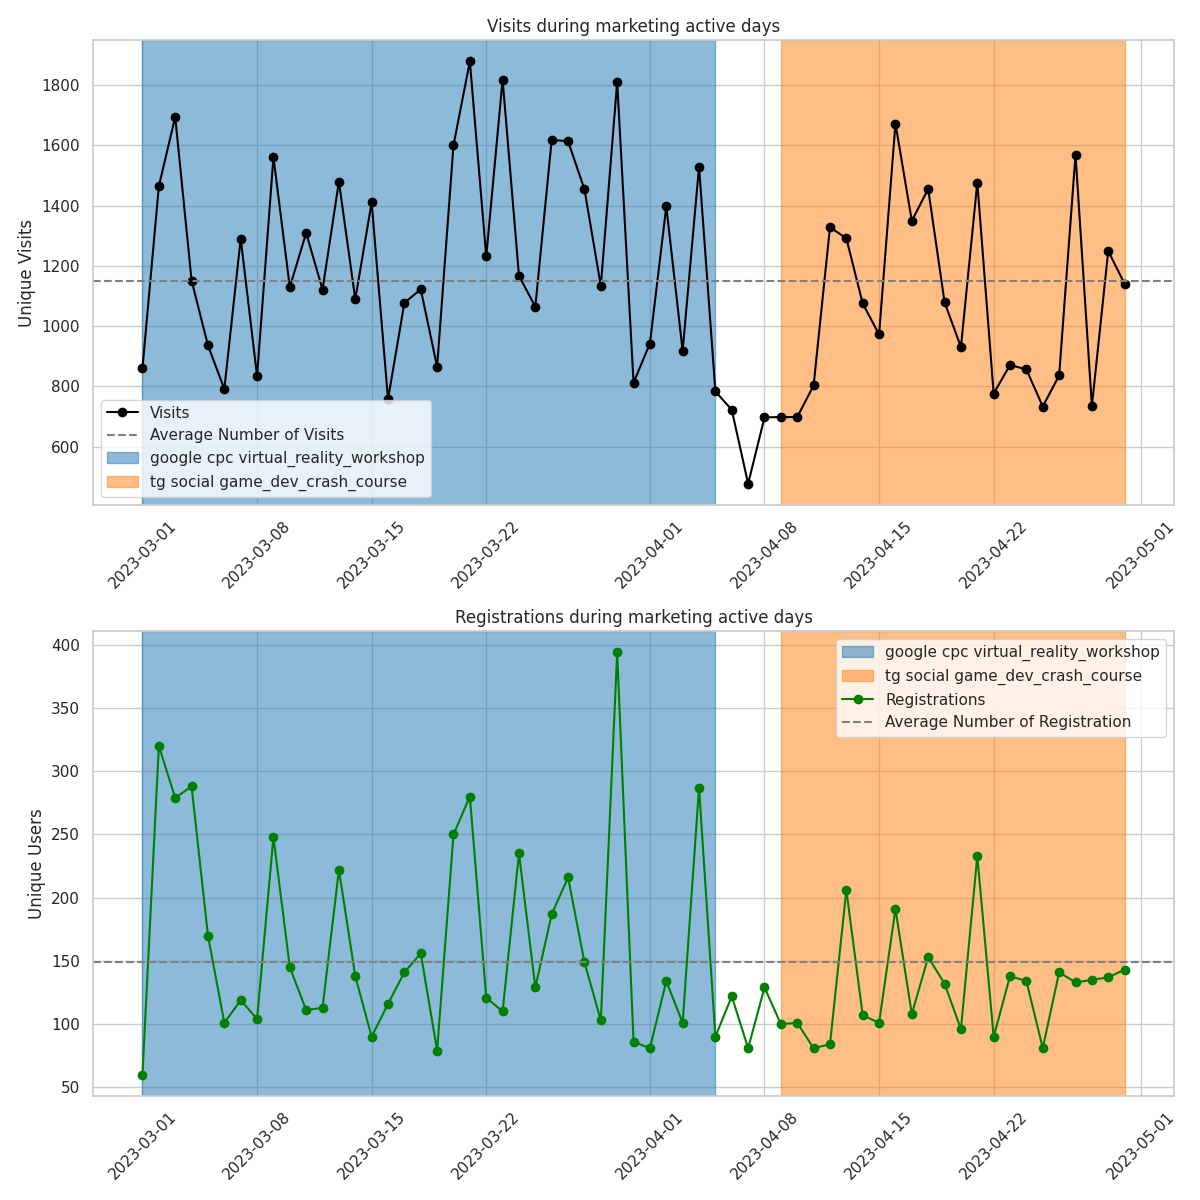 Visits during marketing active days
Unique Visits
1800
1600
1400
1200
1000
800
600
Visits
Average Number of Visits
google cpc virtual_reality_workshop
tg social game_dev_crash_course
2023-03-01
2023-03-08
2023-03-15
2023-03-22
2023-04-01
2023-04-08
2023-04-15
2023-04-22
2023-05-01
Registrations during marketing active days
Unique Users
400
350
300
250
200
150
100
50
google cpc virtual_reality_workshop
tg social game_dev_crash_course
Registrations
Average Number of Registration
2023-03-01
2023-03-08
2023-03-15
2023-03-22
2023-04-01
2023-04-08
2023-04-15
2023-04-22
2023-05-01